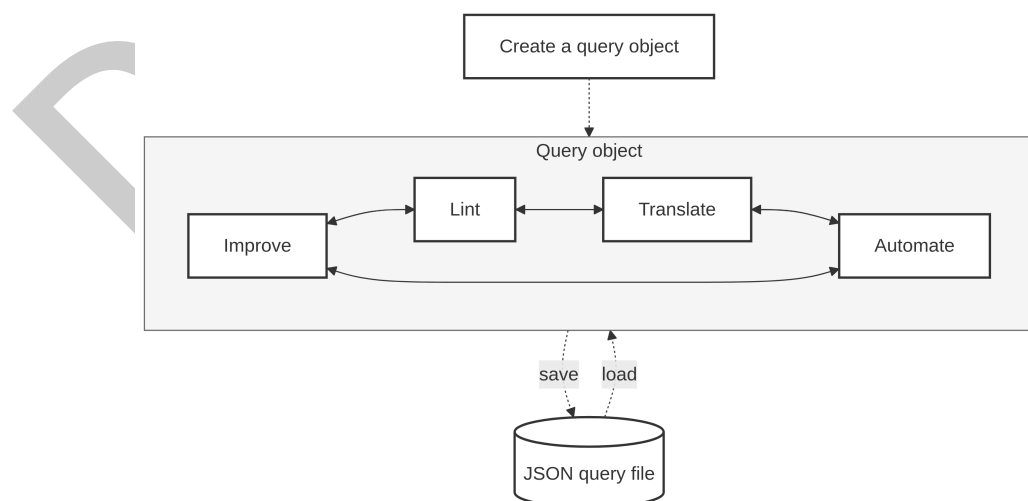 Create a query object
Query object
Lint
Translate
Improve
Automate
save
load
JSON query file